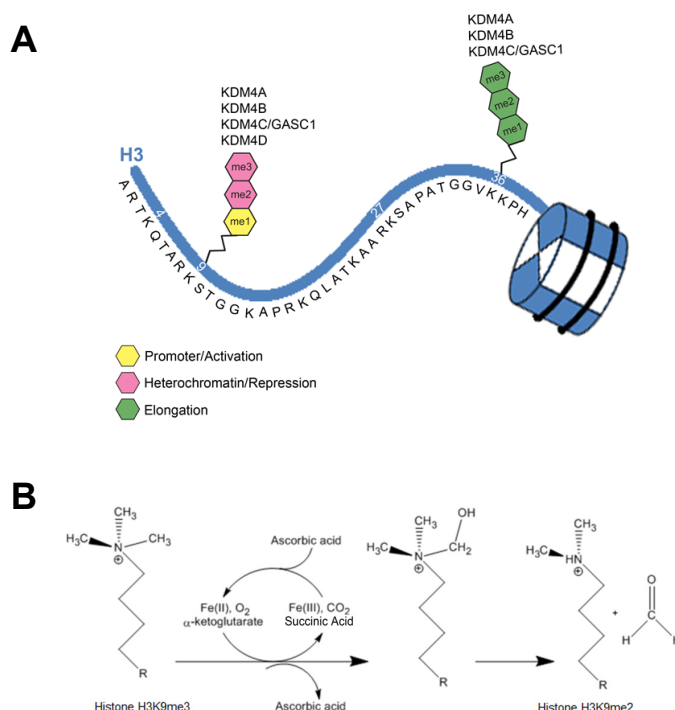 A
KDM4A
KDM4B
KDM4C/GASC1
KDM4A
KDM4B
KDM4C/GASC1
KDM4D
me3
me2
me1
me3
me2
me1
H3
4
9
27
36
ARTKQTARKSTGGKAPRKQLATKAARKSAPATGGVKKPH
Promoter/Activation
Heterochromatin/Repression
Elongation
B
CH3
H3C
CH3
N
⊕
R
Histone H3K9me3
Ascorbic acid
Fe(II), O2
α-ketoglutarate
Fe(III), CO2
Succinic Acid
Ascorbic acid
OH
CH3
H3C
CH2
N
⊕
R
CH3
H3C
HN
⊕
R
Histone H3K9me2
+
O
C
H
H